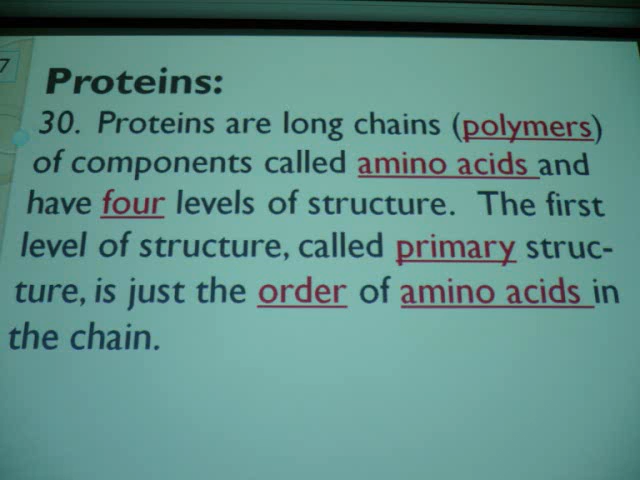 7
Proteins:
30. Proteins are long chains (polymers)
of components called amino acids and
have four levels of structure. The first
level of structure, called primary struc-
ture, is just the order of amino acids in
the chain.